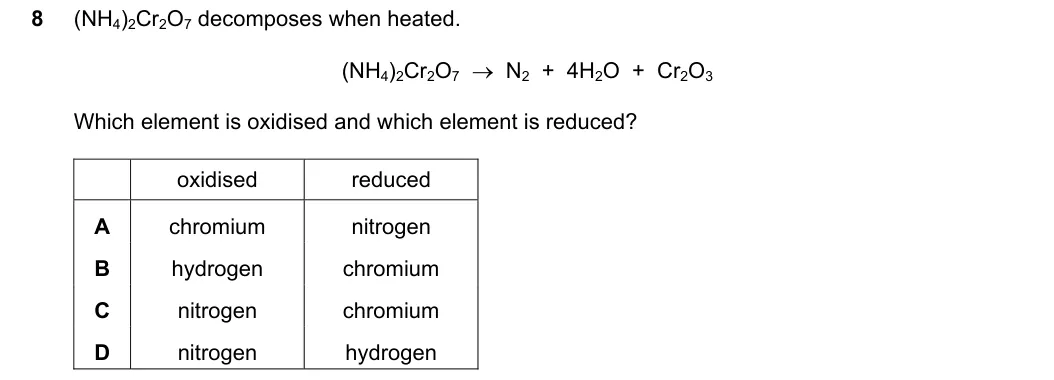 8 (NH₄)₂Cr₂O₇ decomposes when heated.
(NH₄)₂Cr₂O₇ → N₂ + 4H₂O + Cr₂O₃
Which element is oxidised and which element is reduced?
oxidised reduced
A chromium nitrogen
B hydrogen chromium
C nitrogen chromium
D nitrogen hydrogen